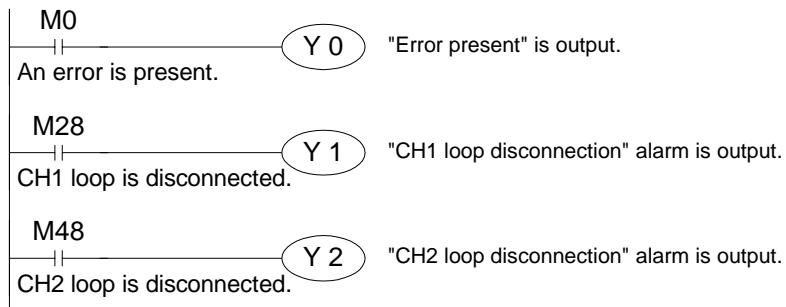 M0
Y 0 "Error present" is output.
An error is present.
M28
Y 1 "CH1 loop disconnection" alarm is output.
CH1 loop is disconnected.
M48
Y 2 "CH2 loop disconnection" alarm is output.
CH2 loop is disconnected.